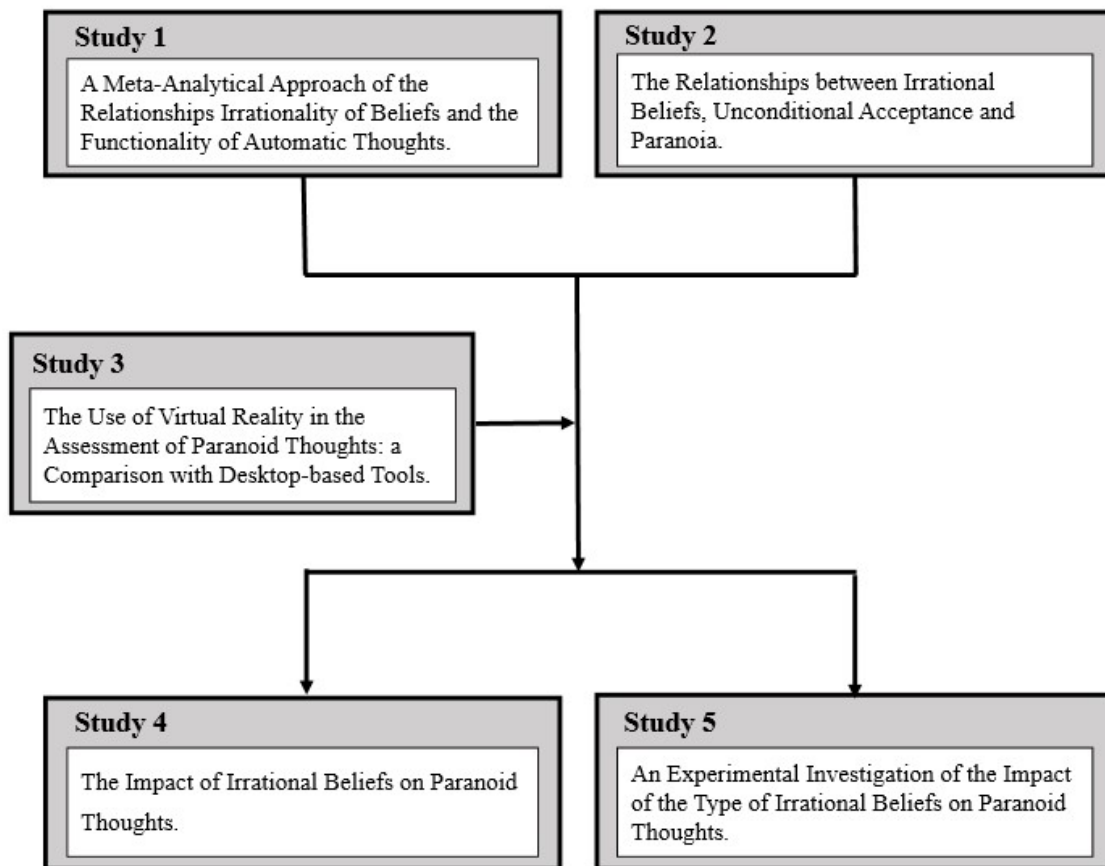 Study 1
A Meta-Analytical Approach of the
Relationships Irrationality of Beliefs and the
Functionality of Automatic Thoughts.
Study 2
The Relationships between Irrational
Beliefs, Unconditional Acceptance and
Paranoia.
Study 3
The Use of Virtual Reality in the
Assessment of Paranoid Thoughts: a
Comparison with Desktop-based Tools.
Study 4
The Impact of Irrational Beliefs on Paranoid
Thoughts.
Study 5
An Experimental Investigation of the Impact
of the Type of Irrational Beliefs on Paranoid
Thoughts.